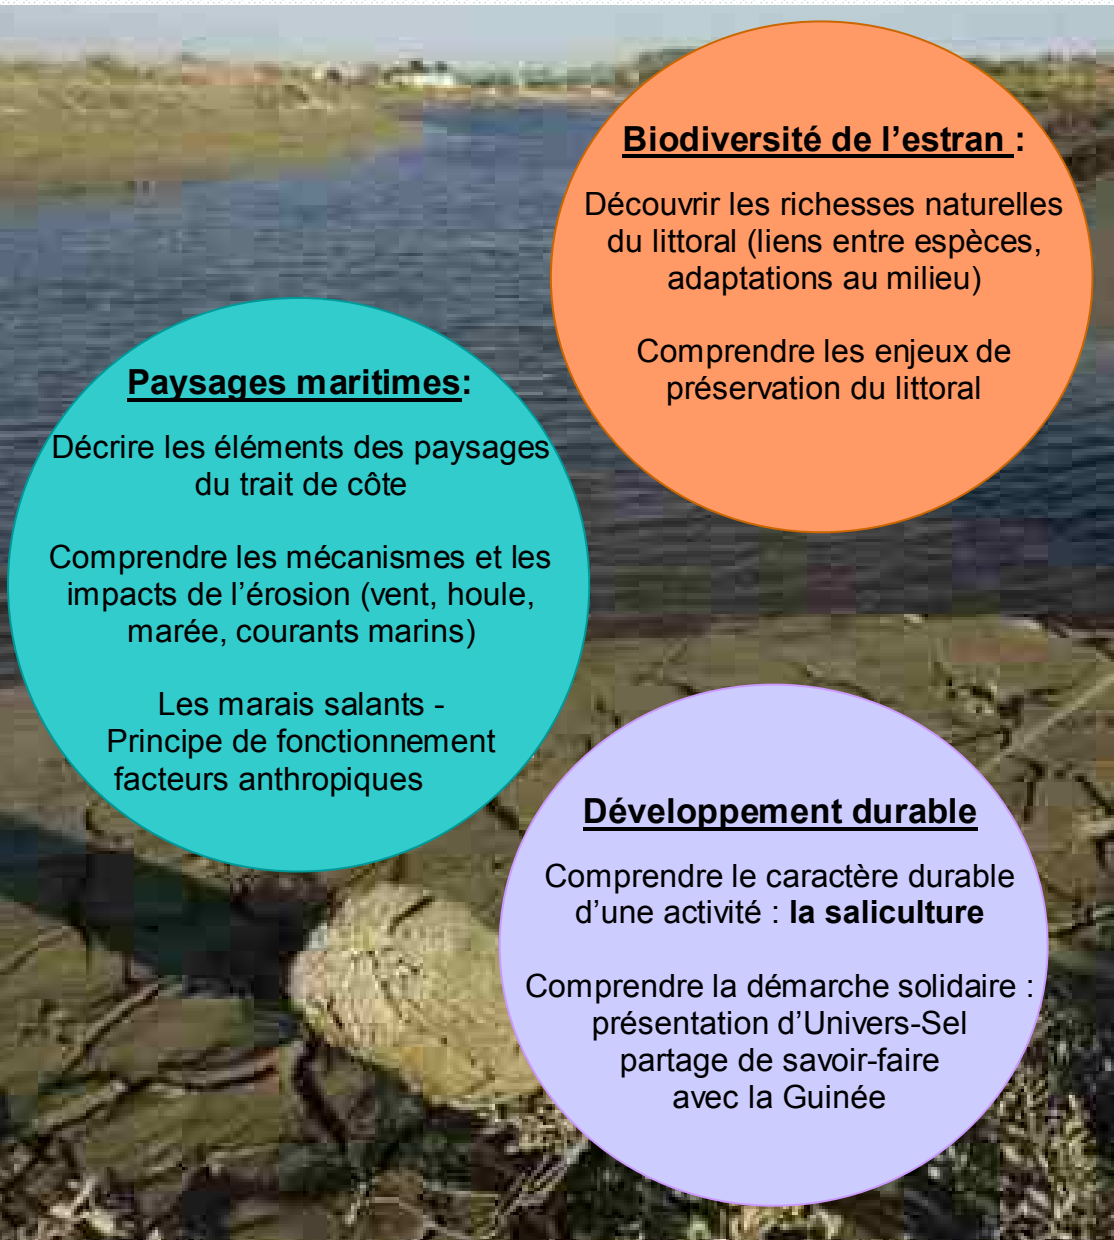 Biodiversité de l’estran :
Découvrir les richesses naturelles
du littoral (liens entre espèces,
adaptations au milieu)
Comprendre les enjeux de
préservation du littoral
Paysages maritimes:
Décrire les éléments des paysages
du trait de côte
Comprendre les mécanismes et les
impacts de l’érosion (vent, houle,
marée, courants marins)
Les marais salants -
Principe de fonctionnement
facteurs anthropiques
Développement durable
Comprendre le caractère durable
d’une activité : la saliculture
Comprendre la démarche solidaire :
présentation d’Univers-Sel
partage de savoir-faire
avec la Guinée